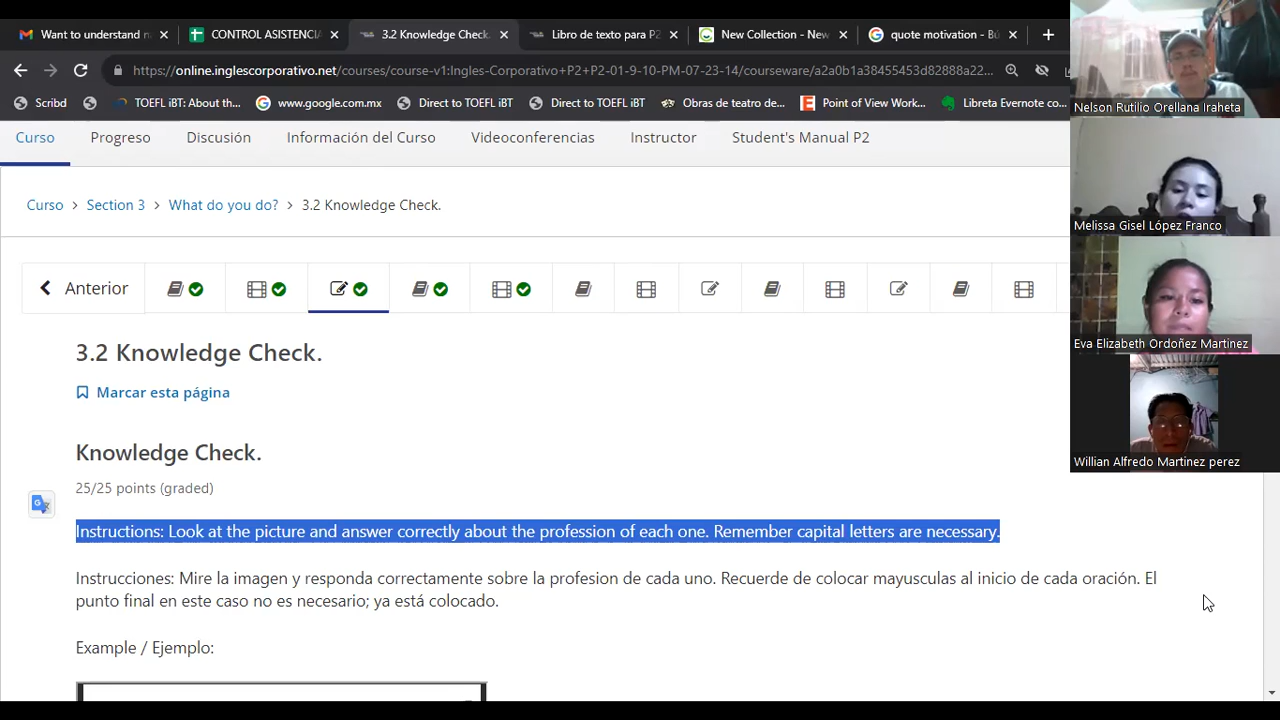 Want to understand n
CONTROL ASISTENCIA
3.2 Knowledge Check.
Libro de texto para P2
New Collection - New
quote motivation - Bú
https://online.inglescorporativo.net/courses/course-v1:Ingles-Corporativo+P2+P2-01-9-10-PM-07-23-14/courseware/a2a0b1a38455453d82888a22...
Scribd
TOEFL iBT: About the...
www.google.com.mx
Direct to TOEFL iBT
Direct to TOEFL iBT
Obras de teatro de...
Point of View Work...
Libreta Evernote co...
Curso
Progreso
Discusión
Información del Curso
Videoconferencias
Instructor
Student's Manual P2
Curso > Section 3 > What do you do? > 3.2 Knowledge Check.
Anterior
3.2 Knowledge Check.
Marcar esta página
Knowledge Check.
25/25 points (graded)
Instructions: Look at the picture and answer correctly about the profession of each one. Remember capital letters are necessary.
Instrucciones: Mire la imagen y responda correctamente sobre la profesion de cada uno. Recuerde de colocar mayusculas al inicio de cada oración. El
punto final en este caso no es necesario; ya está colocado.
Example / Ejemplo:
Nelson Rutilio Orellana Iraheta
Melissa Gisel López Franco
Eva Elizabeth Ordoñez Martinez
Willian Alfredo Martinez perez